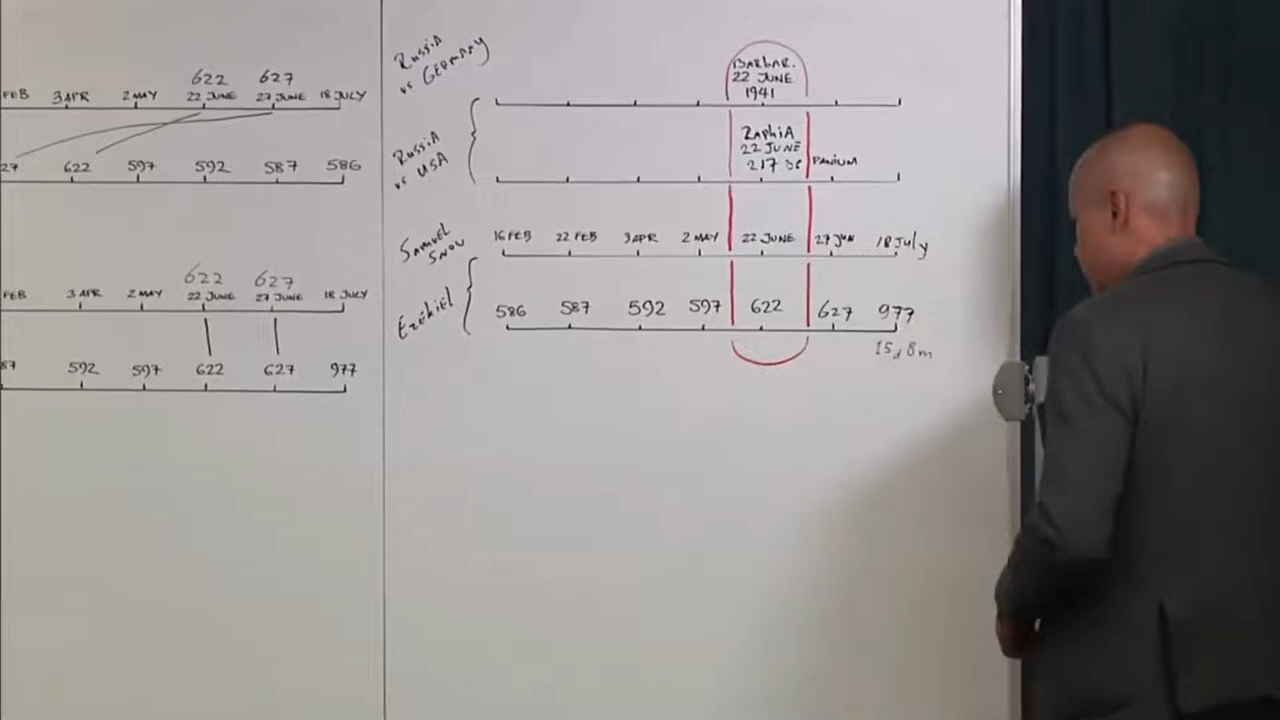 622 627
FEB 3 APR 2 MAY 22 JUNE 27 JUNE 18 JULY
27 622 597 592 587 586
622 627
FEB 3 APR 2 MAY 22 JUNE 27 JUNE 18 JULY
87 592 597 622 627 977
Russia
vs GERMANY
BARBAR.
22 JUNE
1941
Russia
vs USA
RAPHIA
22 JUNE
217 BC PANIUM
SAMUEL
SNOW
16 FEB 22 FEB 3 APR 2 MAY 22 JUNE 27 JUN 18 July
EZEKIEL
586 587 592 597 622 627 977
15d 8m